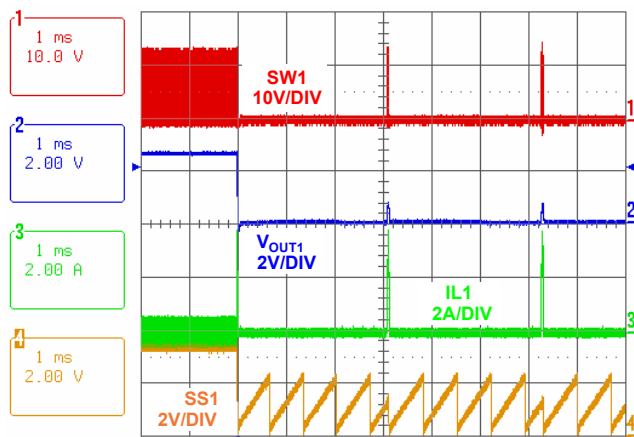 1
1 ms
10.0 V
2
1 ms
2.00 V
3
1 ms
2.00 A
4
1 ms
2.00 V
SW1
10V/DIV
1
2
VOUT1
2V/DIV
IL1
2A/DIV
3
SS1
2V/DIV
4